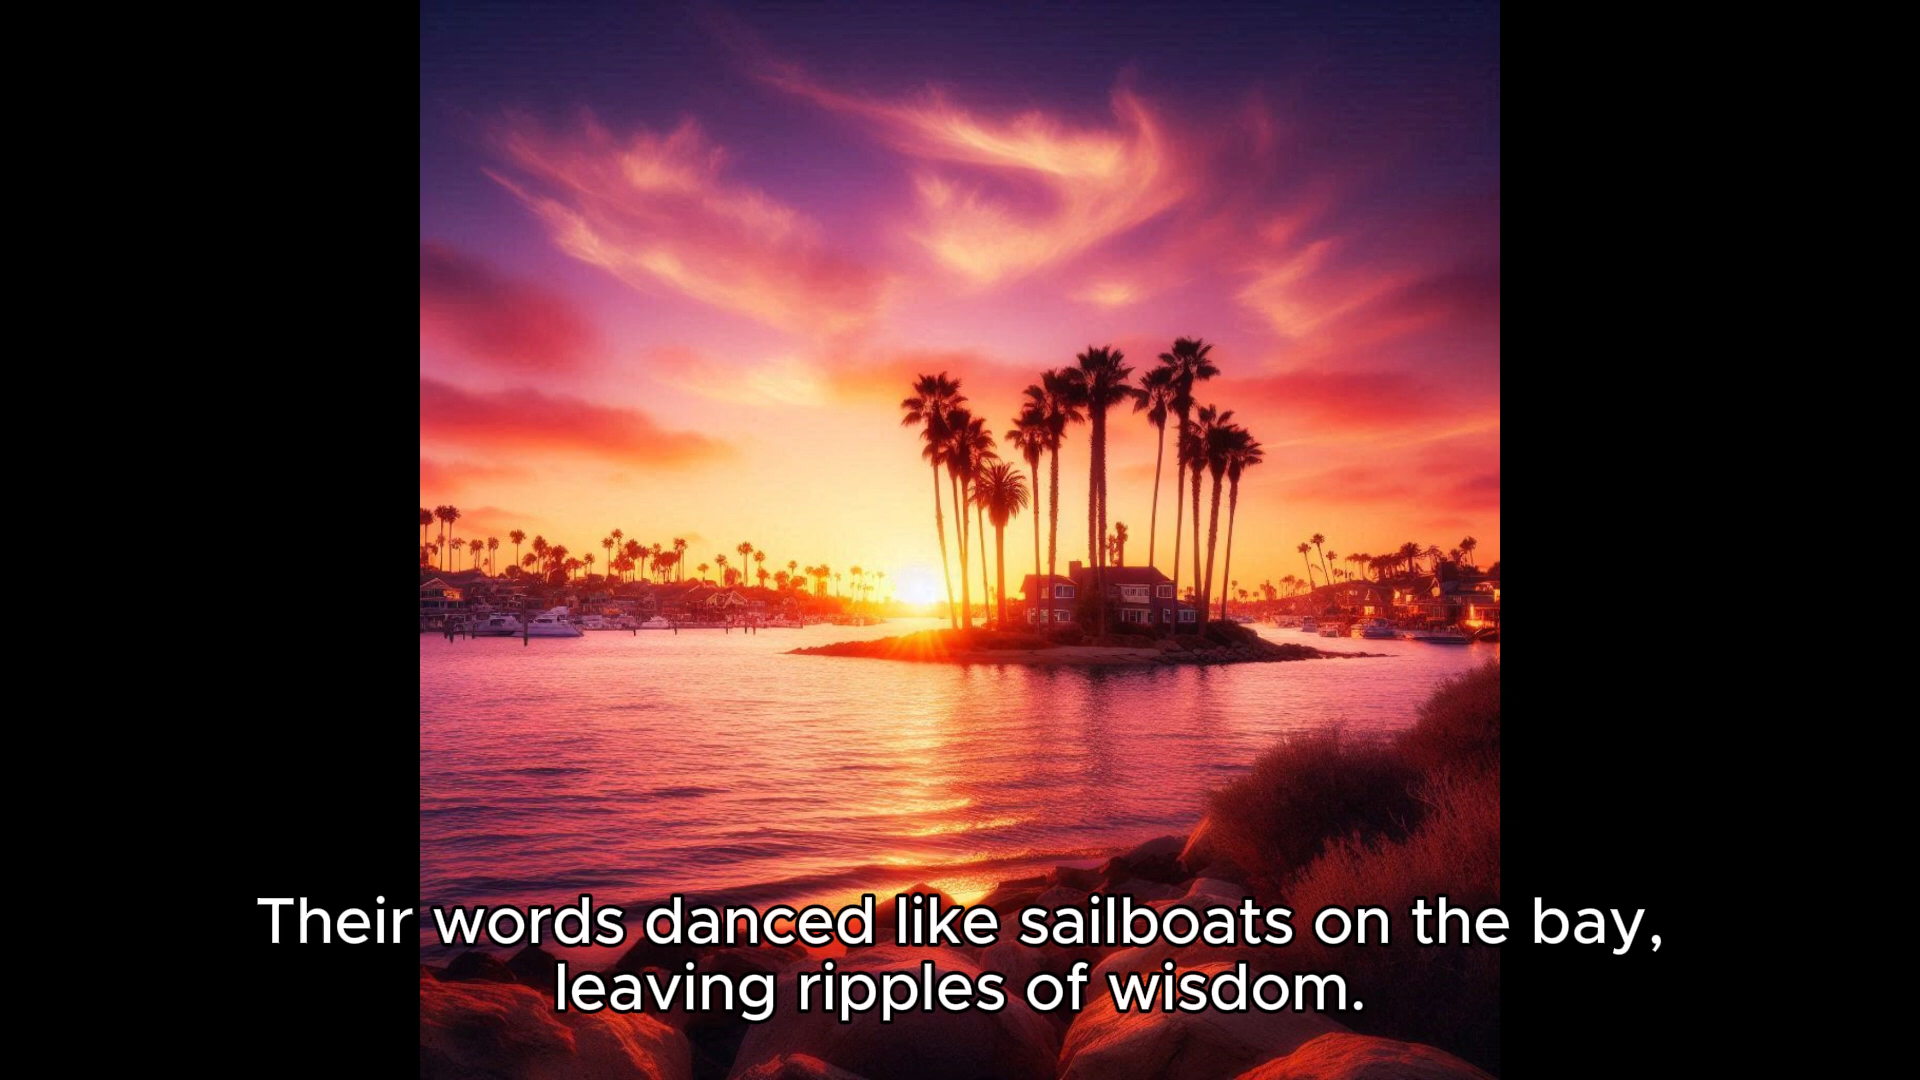 Their words danced like sailboats on the bay,
leaving ripples of wisdom.